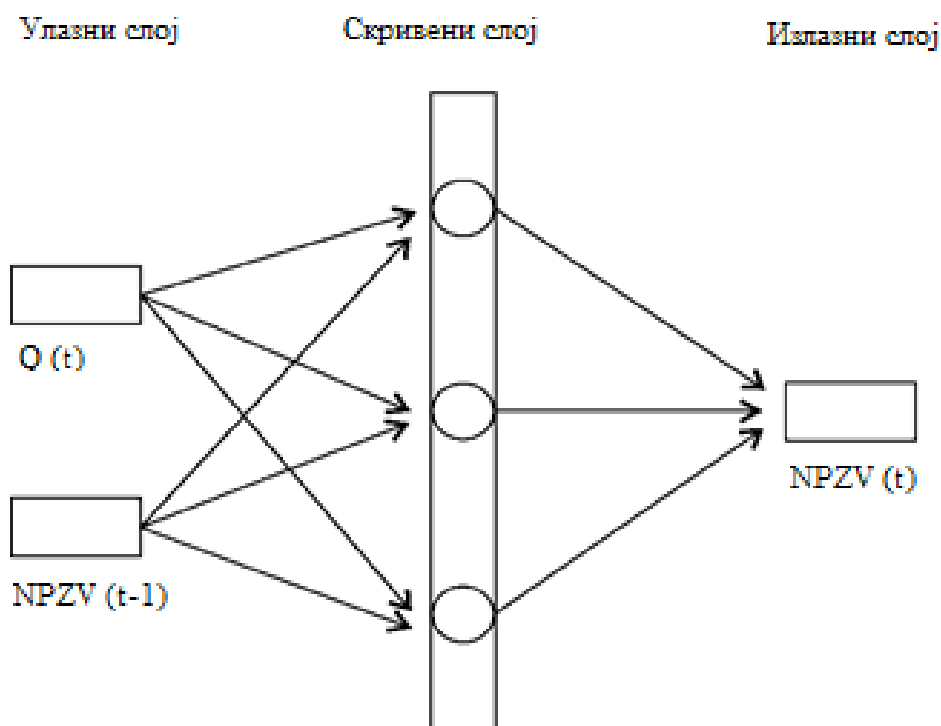 Улазни слој
Скривени слој
Излазни слој
Q (t)
NPZV (t)
NPZV (t-1)